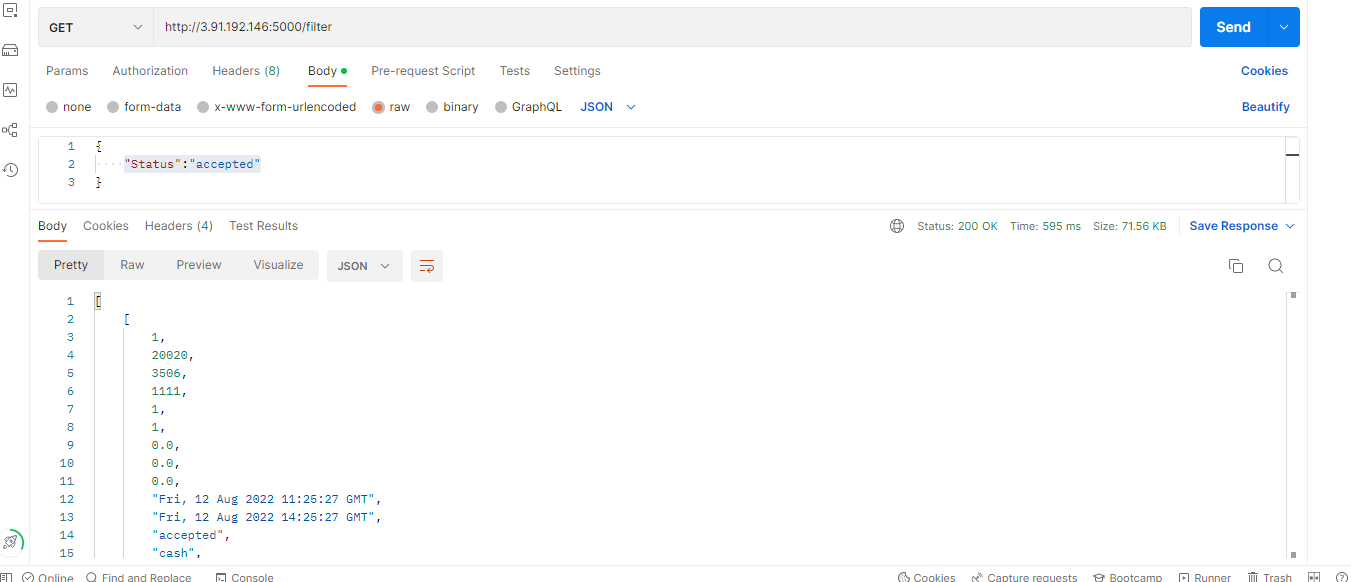 GET http://3.91.192.146:5000/filter Send
Params Authorization Headers (8) Body Pre-request Script Tests Settings Cookies
none form-data x-www-form-urlencoded raw binary GraphQL JSON Beautify
1 {
2 ····"Status":"accepted"
3 }
Body Cookies Headers (4) Test Results Status: 200 OK Time: 595 ms Size: 71.56 KB Save Response
Pretty Raw Preview Visualize JSON
1 [
2 [
3 1,
4 20020,
5 3506,
6 1111,
7 1,
8 1,
9 0.0,
10 0.0,
11 0.0,
12 "Fri, 12 Aug 2022 11:25:27 GMT",
13 "Fri, 12 Aug 2022 14:25:27 GMT",
14 "accepted",
15 "cash",
Online Find and Replace Console Cookies Capture requests Bootcamp Runner Trash